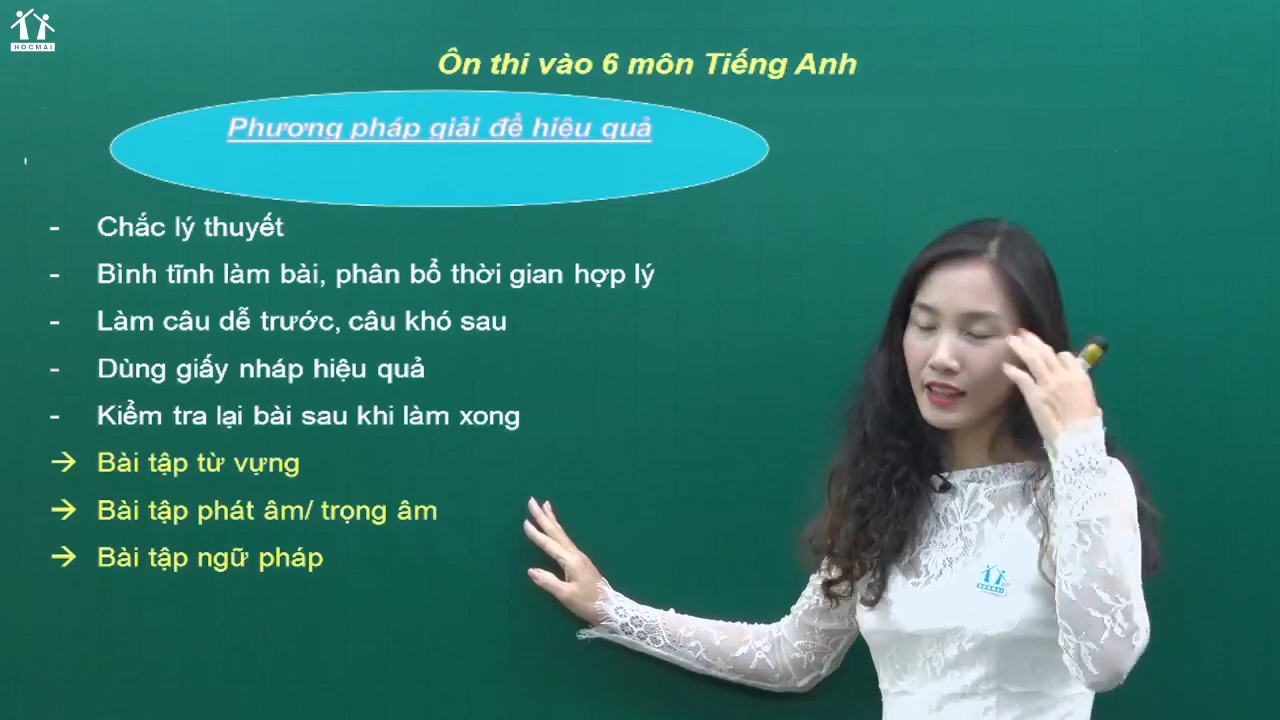 HOCMAI
Ôn thi vào 6 môn Tiếng Anh
Phương pháp giải đề hiệu quả
- Chắc lý thuyết
- Bình tĩnh làm bài, phân bổ thời gian hợp lý
- Làm câu dễ trước, câu khó sau
- Dùng giấy nháp hiệu quả
- Kiểm tra lại bài sau khi làm xong
→ Bài tập từ vựng
→ Bài tập phát âm/ trọng âm
→ Bài tập ngữ pháp
HOCMAI